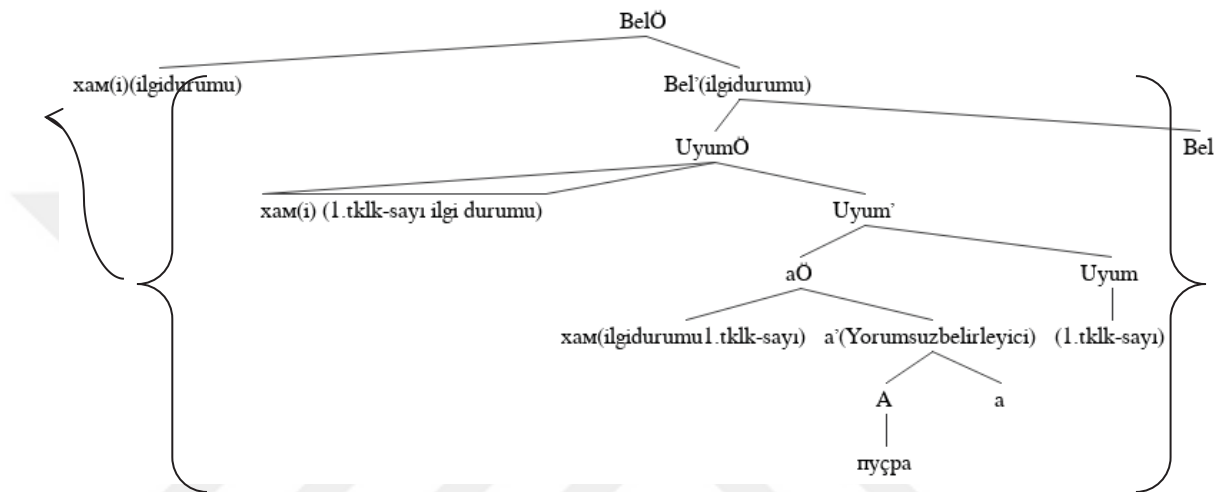 BelÖ
хам(i)(ilgidurumu) Bel’(ilgidurumu)
UyumÖ Bel
хам(i) (1.tklk-sayı ilgi durumu) Uyum’
aÖ Uyum
хам(ilgidurumu1.tklk-sayı) a’(Yorumsuzbelirleyici) (1.tklk-sayı)
A a
пуçра